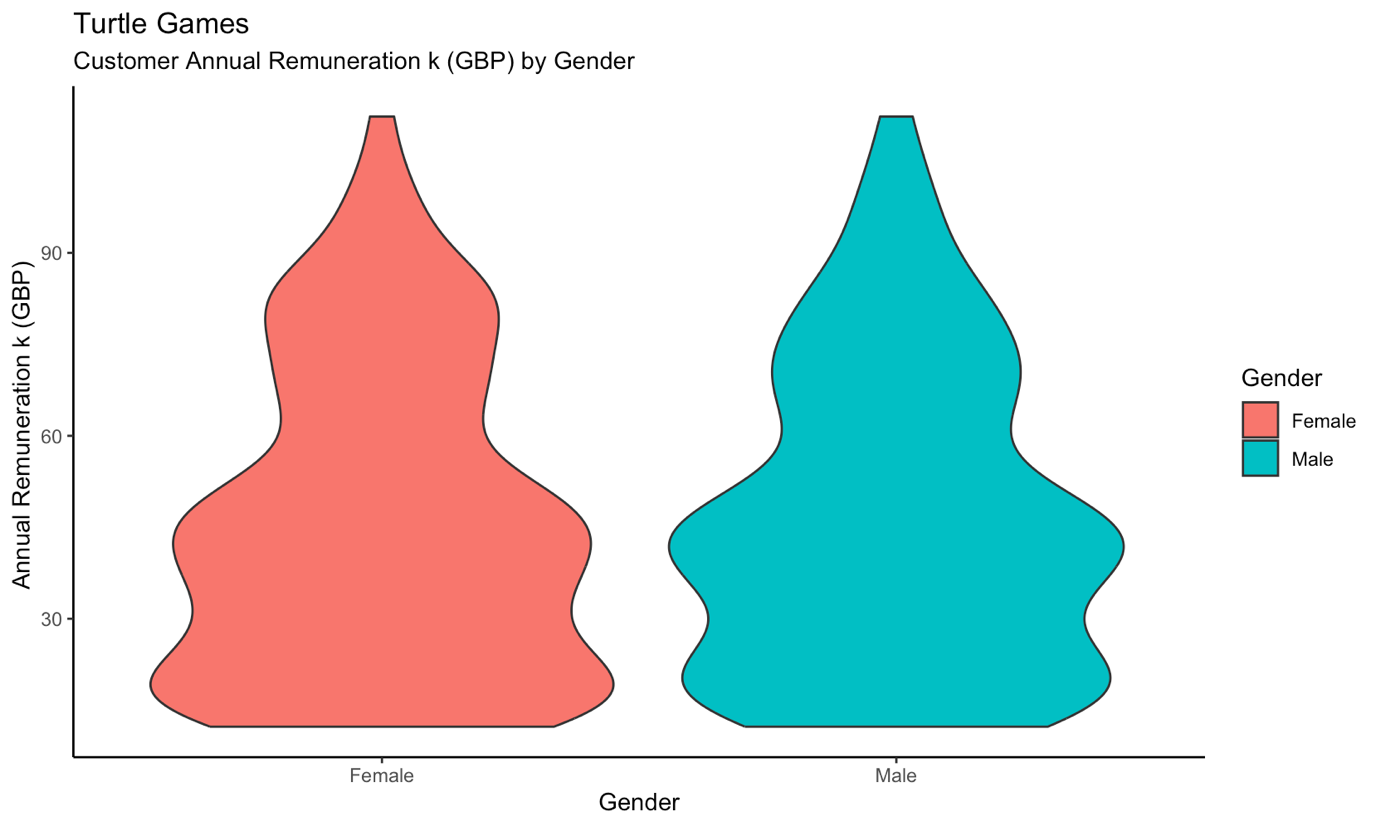 Turtle Games
Customer Annual Remuneration k (GBP) by Gender
Annual Remuneration k (GBP)
90
60
30
Female
Male
Gender
Gender
Female
Male